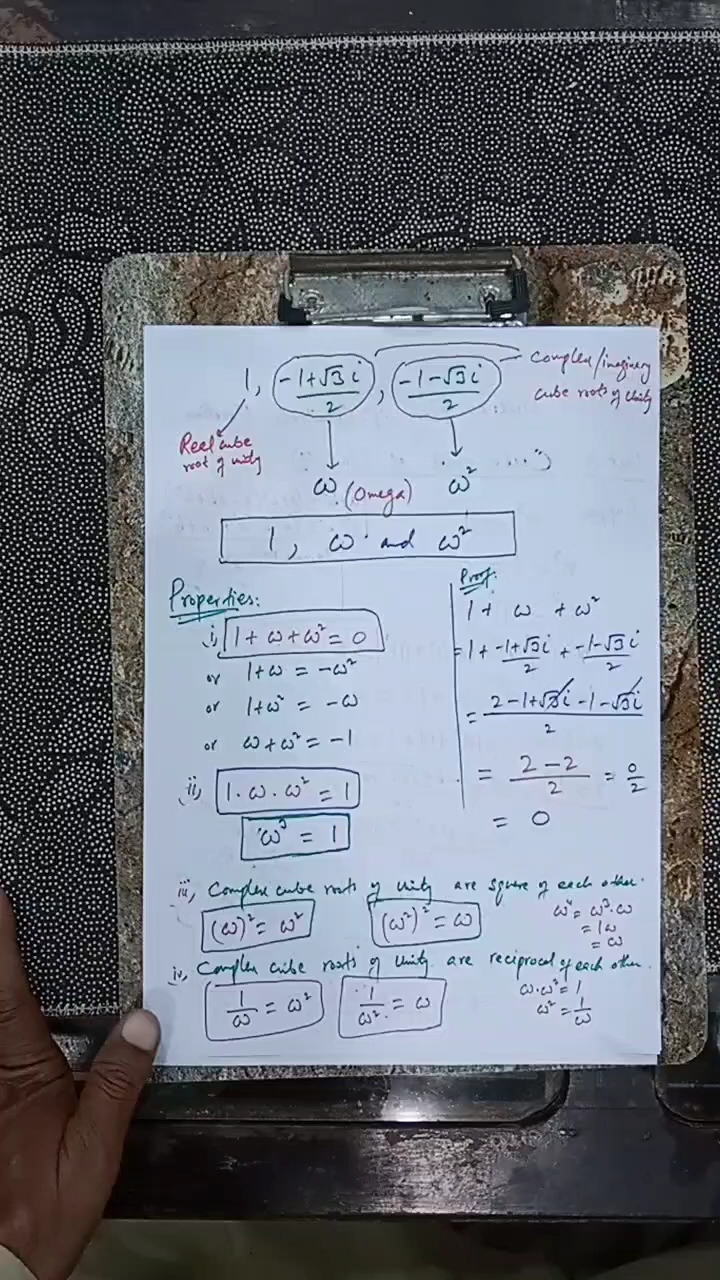 1, (-1+√3i)/2, (-1-√3i)/2
complex/imaginary
cube roots of Unity
Real cube
root of unity
ω (Omega) ω²
1, ω and ω²
Properties:
i, 1+ω+ω² = 0
or 1+ω = -ω²
or 1+ω² = -ω
or ω+ω² = -1
ii, 1·ω·ω² = 1
ω³ = 1
Proof:
1 + ω + ω²
= 1 + (-1+√3i)/2 + (-1-√3i)/2
= (2-1+√3i-1-√3i)/2
= (2-2)/2 = 0/2
= 0
iii, Complex cube roots of Unity are square of each other.
(ω)² = ω² (ω²)² = ω
ω⁴ = ω³·ω
= 1ω
= ω
iv, Complex cube roots of Unity are reciprocal of each other.
1/ω = ω² 1/ω² = ω
ω·ω² = 1
ω² = 1/ω